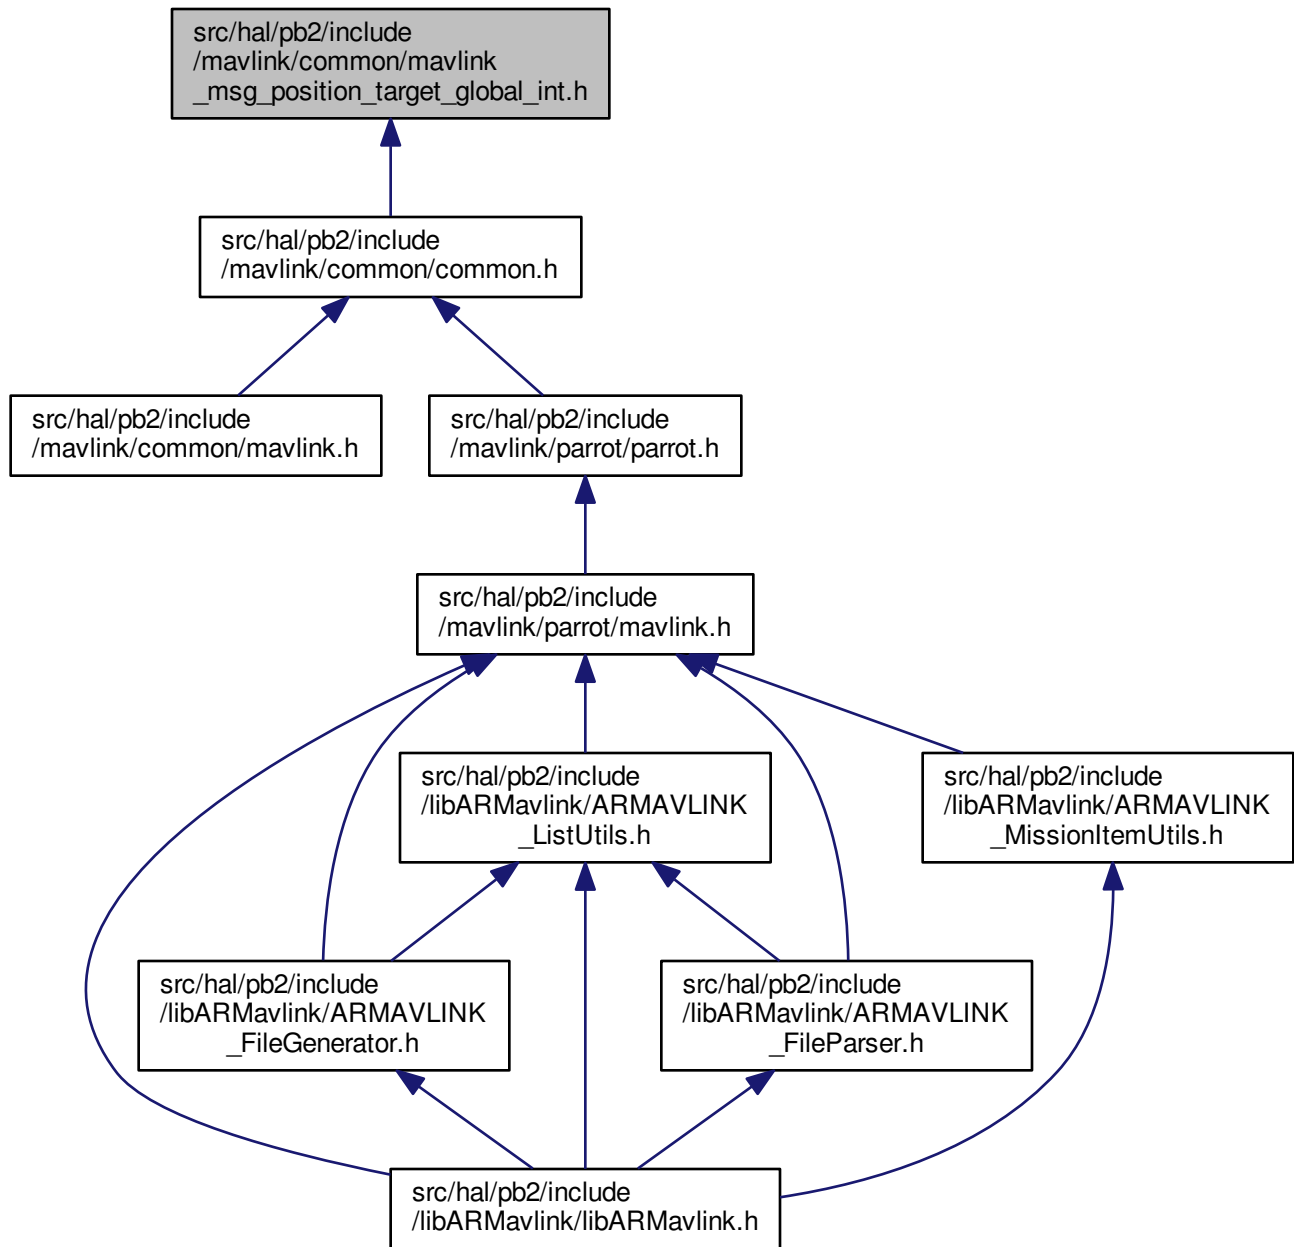 src/hal/pb2/include
/mavlink/common/mavlink
_msg_position_target_global_int.h
src/hal/pb2/include
/mavlink/common/common.h
src/hal/pb2/include
/mavlink/common/mavlink.h
src/hal/pb2/include
/mavlink/parrot/parrot.h
src/hal/pb2/include
/mavlink/parrot/mavlink.h
src/hal/pb2/include
/libARMavlink/ARMAVLINK
_ListUtils.h
src/hal/pb2/include
/libARMavlink/ARMAVLINK
_MissionItemUtils.h
src/hal/pb2/include
/libARMavlink/ARMAVLINK
_FileGenerator.h
src/hal/pb2/include
/libARMavlink/ARMAVLINK
_FileParser.h
src/hal/pb2/include
/libARMavlink/libARMavlink.h